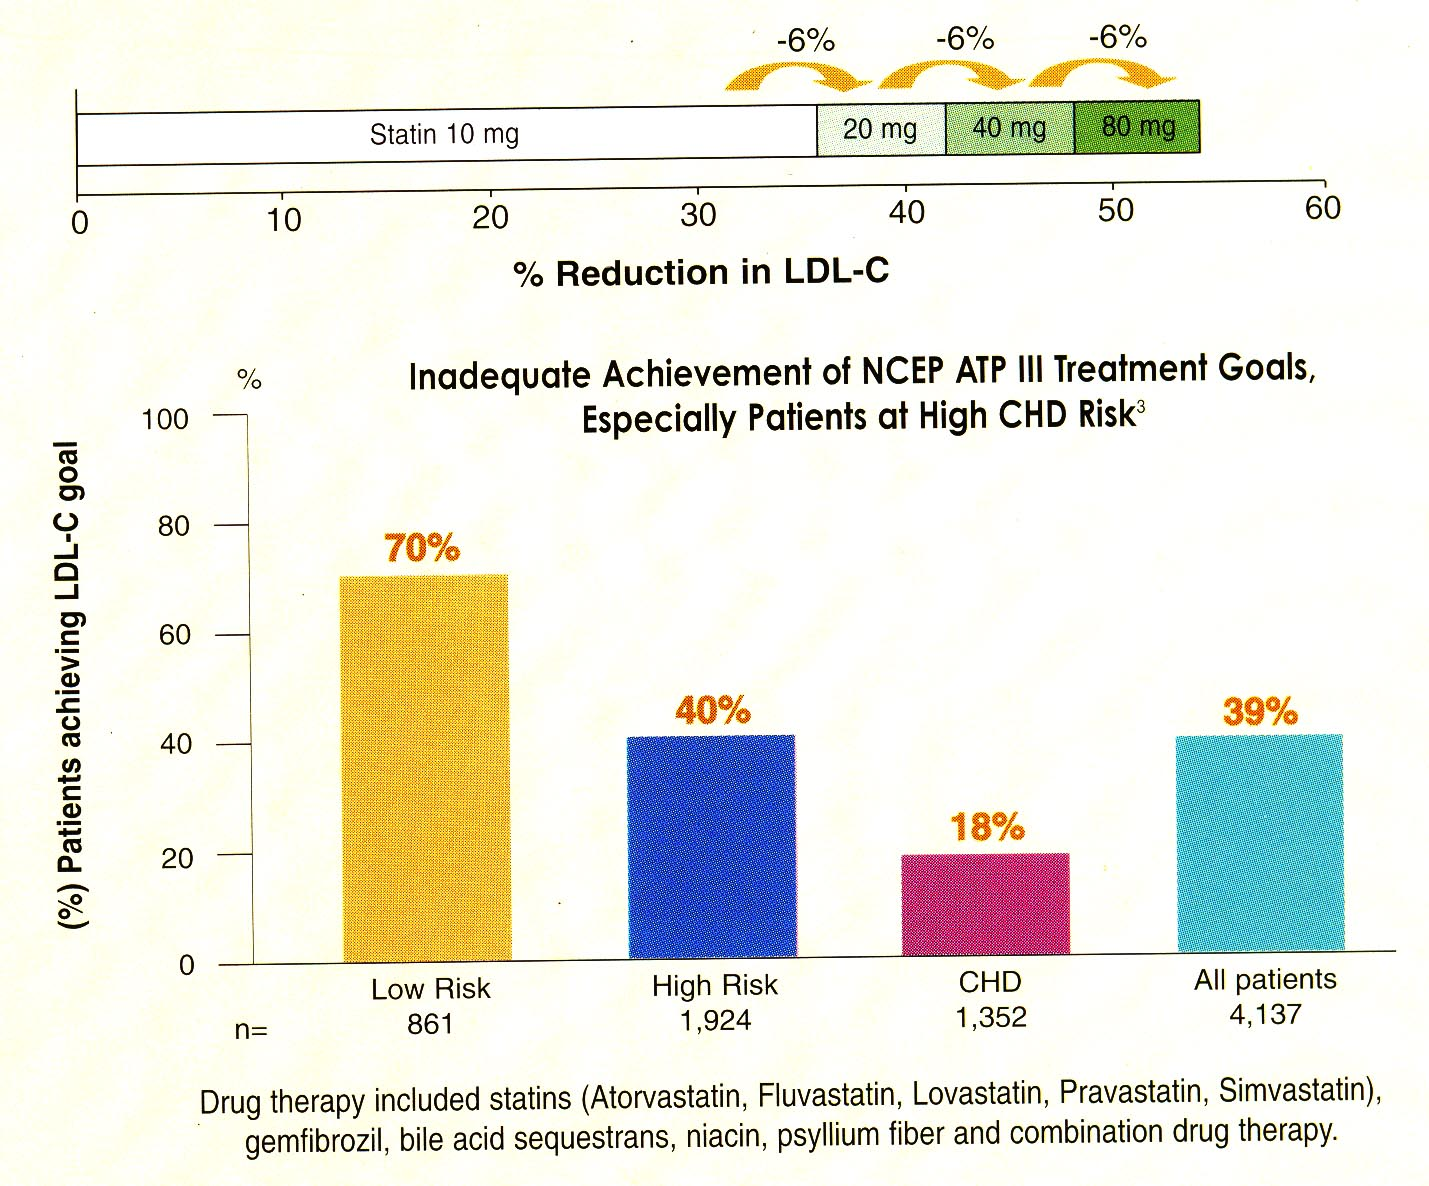 -6% -6% -6%
Statin 10 mg 20 mg 40 mg 80 mg
0 10 20 30 40 50 60
% Reduction in LDL-C
Inadequate Achievement of NCEP ATP III Treatment Goals,
Especially Patients at High CHD Risk³
%
(%) Patients achieving LDL-C goal
100
80
60
40
20
0
70%
40%
18%
39%
Low Risk High Risk CHD All patients
n= 861 1,924 1,352 4,137
Drug therapy included statins (Atorvastatin, Fluvastatin, Lovastatin, Pravastatin, Simvastatin),
gemfibrozil, bile acid sequestrans, niacin, psyllium fiber and combination drug therapy.